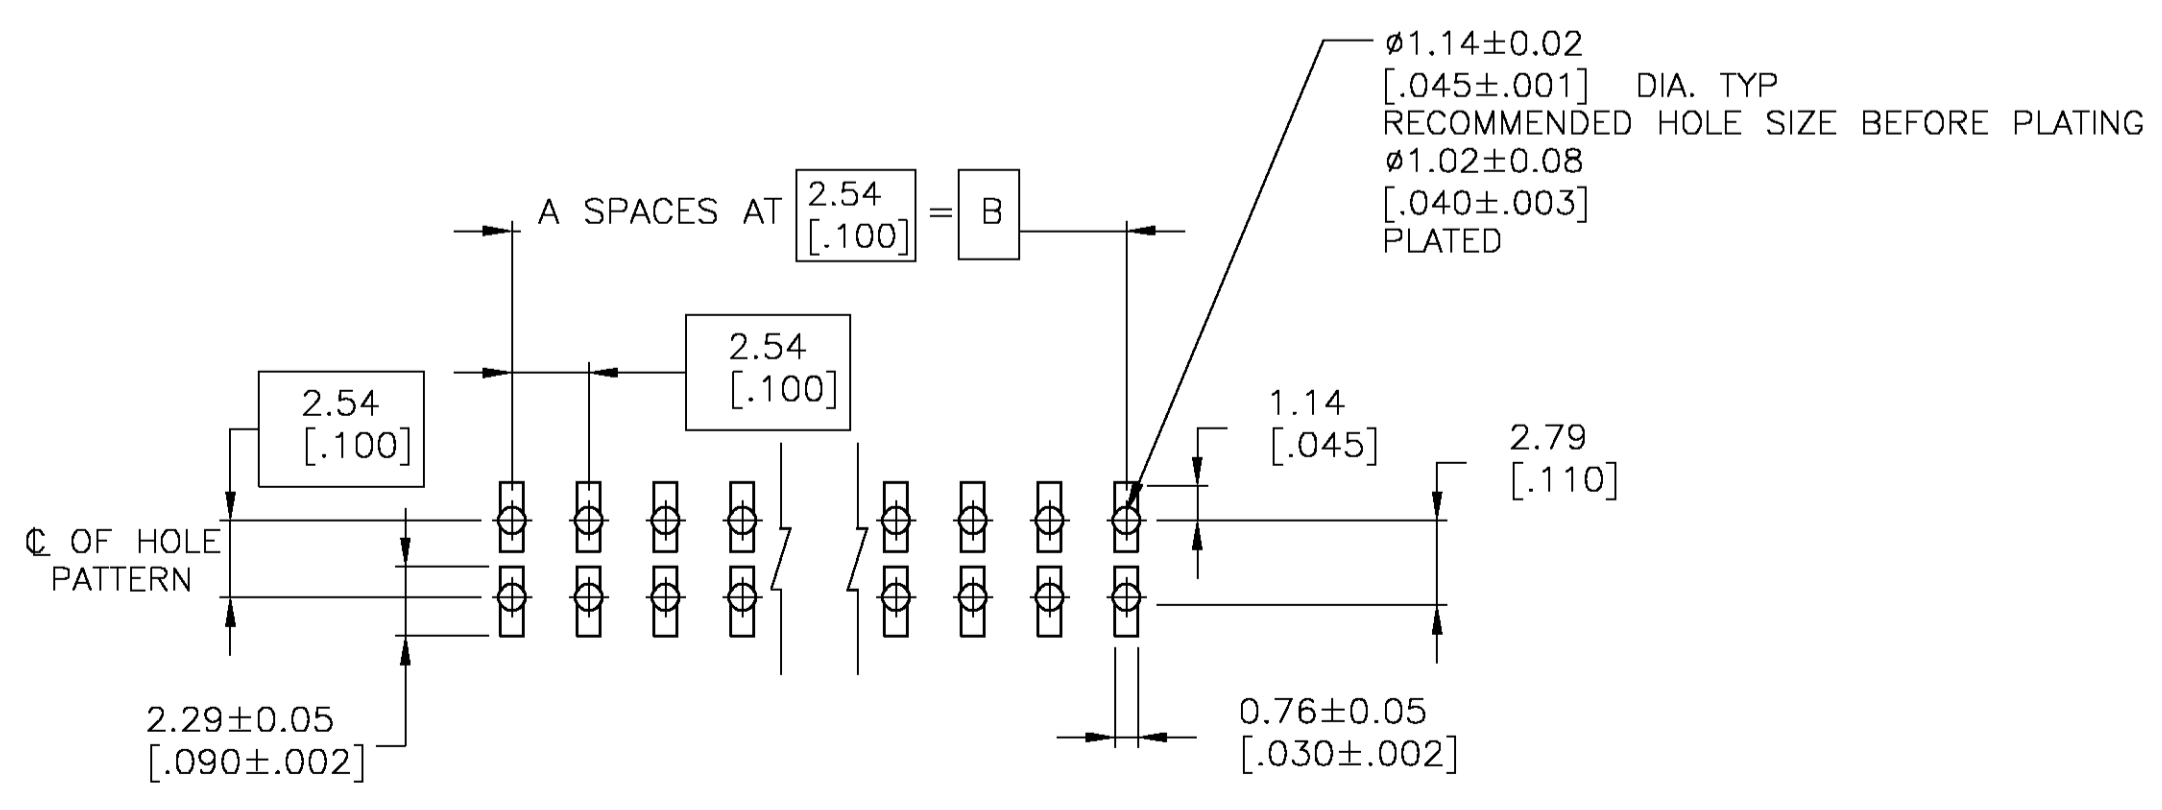 ø1.14±0.02
[.045±.001] DIA. TYP
RECOMMENDED HOLE SIZE BEFORE PLATING
ø1.02±0.08
[.040±.003]
PLATED
A SPACES AT 2.54 [.100] = B
2.54
[.100]
2.54
[.100]
1.14
[.045]
2.79
[.110]
℄ OF HOLE
PATTERN
2.29±0.05
[.090±.002]
0.76±0.05
[.030±.002]